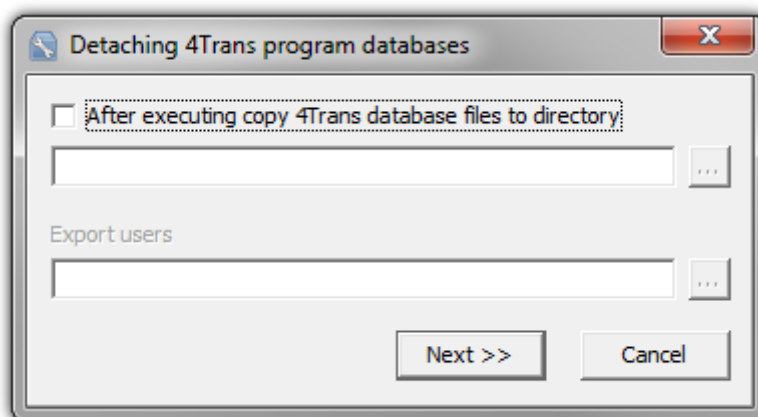 Detaching 4Trans program databases
After executing copy 4Trans database files to directory
...
Export users
...
Next >>
Cancel